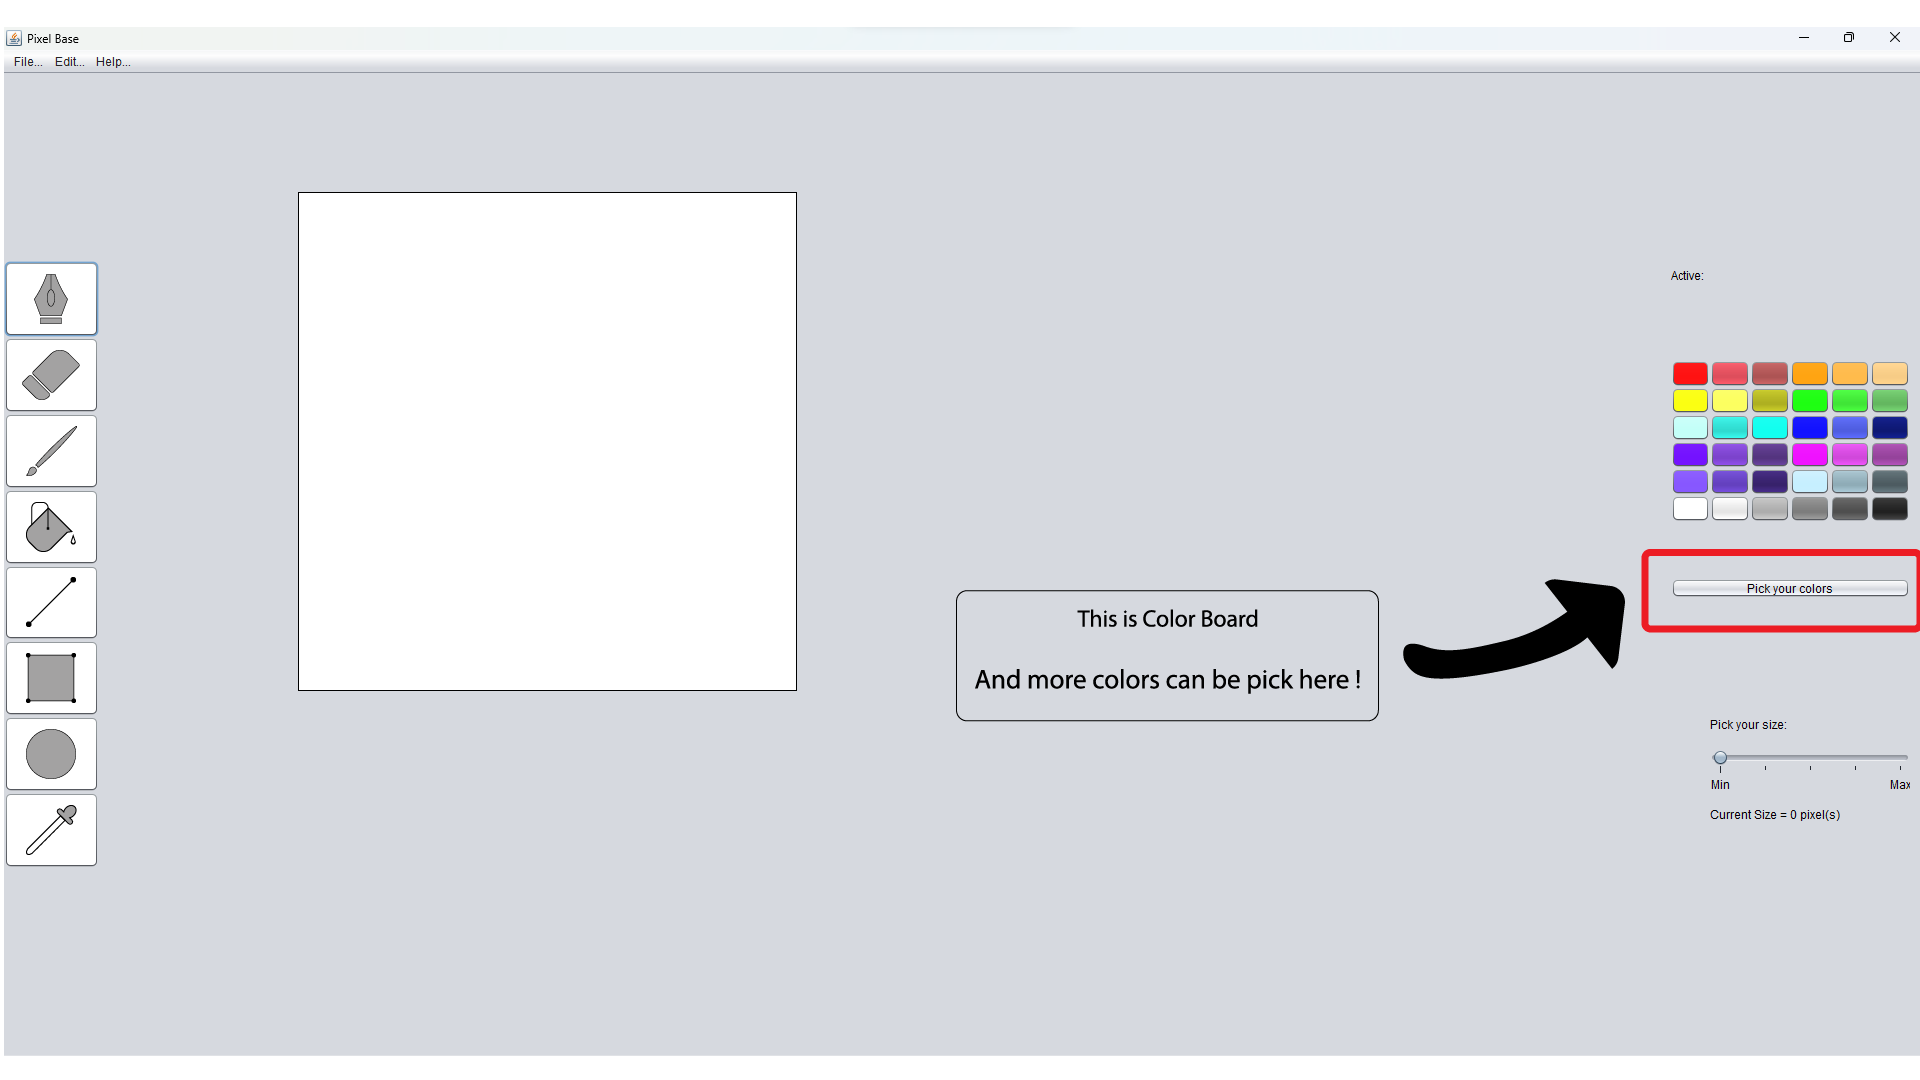 Pixel Base
File... Edit... Help...
Active:
Pick your colors
This is Color Board
And more colors can be pick here !
Pick your size:
Min Max
Current Size = 0 pixel(s)